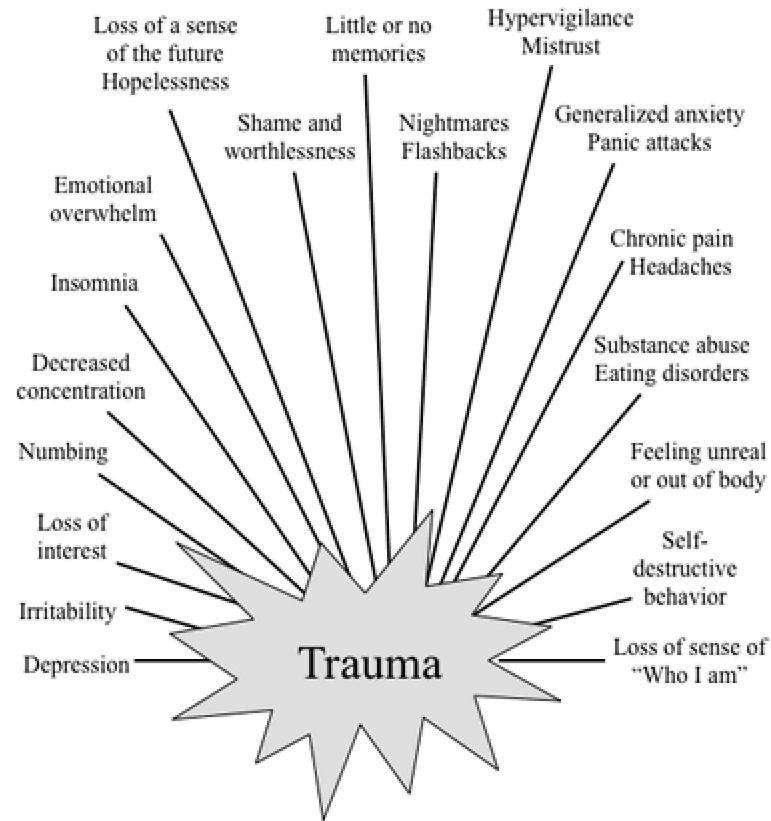 Loss of a sense
of the future
Hopelessness
Little or no
memories
Hypervigilance
Mistrust
Shame and
worthlessness
Nightmares
Flashbacks
Generalized anxiety
Panic attacks
Emotional
overwhelm
Chronic pain
Headaches
Insomnia
Substance abuse
Eating disorders
Decreased
concentration
Numbing
Feeling unreal
or out of body
Loss of
interest
Self-
destructive
behavior
Irritability
Depression
Trauma
Loss of sense of
“Who I am”